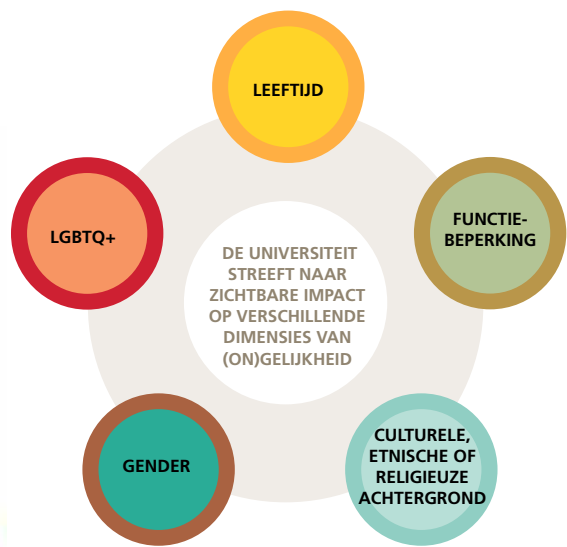 LEEFTIJD
FUNCTIE-
BEPERKING
LGBTQ+
DE UNIVERSITEIT
STREEFT NAAR
ZICHTBARE IMPACT
OP VERSCHILLENDE
DIMENSIES VAN
(ON)GELIJKHEID
GENDER
CULTURELE,
ETNISCHE OF
RELIGIEUZE
ACHTERGROND